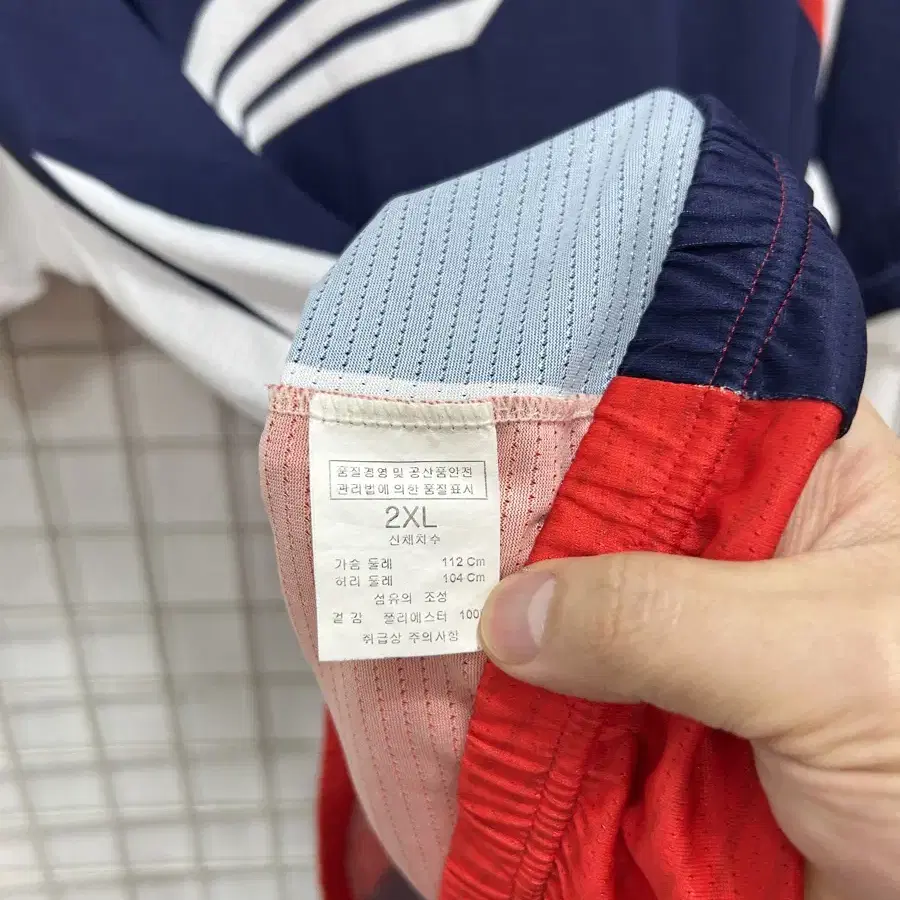 품질경영 및 공산품안전
관리법에 의한 품질표시
2XL
신체치수
가슴 둘레 112 Cm
허리 둘레 104 Cm
섬유의 조성
겉 감 폴리에스터 100
취급상 주의사항